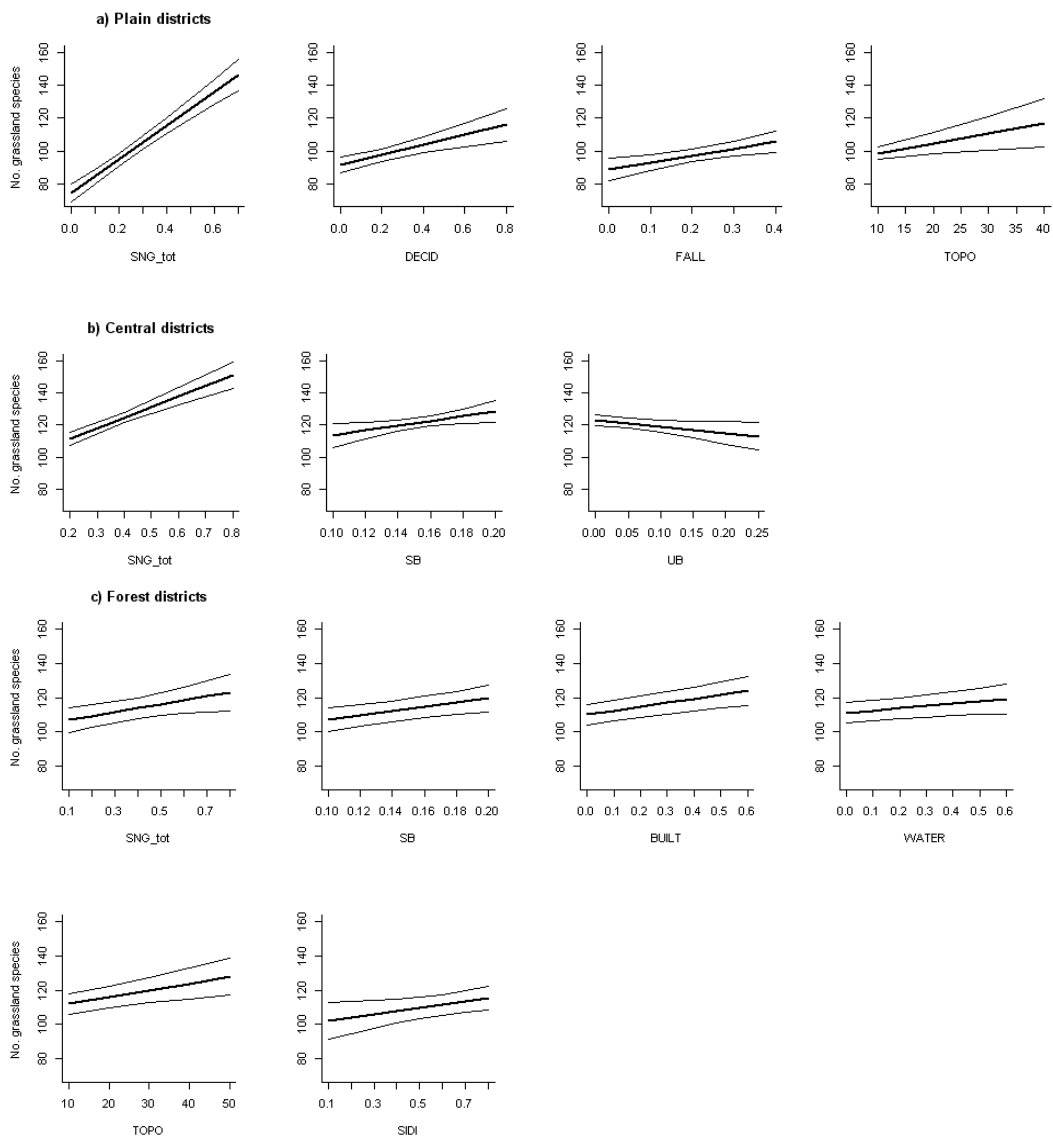 a) Plain districts
No. grassland species
80 100 120 140 160
0.0 0.2 0.4 0.6
SNG_tot
80 100 120 140 160
0.0 0.2 0.4 0.6 0.8
DECID
80 100 120 140 160
0.0 0.1 0.2 0.3 0.4
FALL
80 100 120 140 160
10 15 20 25 30 35 40
TOPO
b) Central districts
No. grassland species
80 100 120 140 160
0.2 0.3 0.4 0.5 0.6 0.7 0.8
SNG_tot
80 100 120 140 160
0.10 0.12 0.14 0.16 0.18 0.20
SB
80 100 120 140 160
0.00 0.05 0.10 0.15 0.20 0.25
UB
c) Forest districts
No. grassland species
80 100 120 140 160
0.1 0.3 0.5 0.7
SNG_tot
80 100 120 140 160
0.10 0.12 0.14 0.16 0.18 0.20
SB
80 100 120 140 160
0.0 0.1 0.2 0.3 0.4 0.5 0.6
BUILT
80 100 120 140 160
0.0 0.1 0.2 0.3 0.4 0.5 0.6
WATER
No. grassland species
80 100 120 140 160
10 20 30 40 50
TOPO
80 100 120 140 160
0.1 0.3 0.5 0.7
SIDI